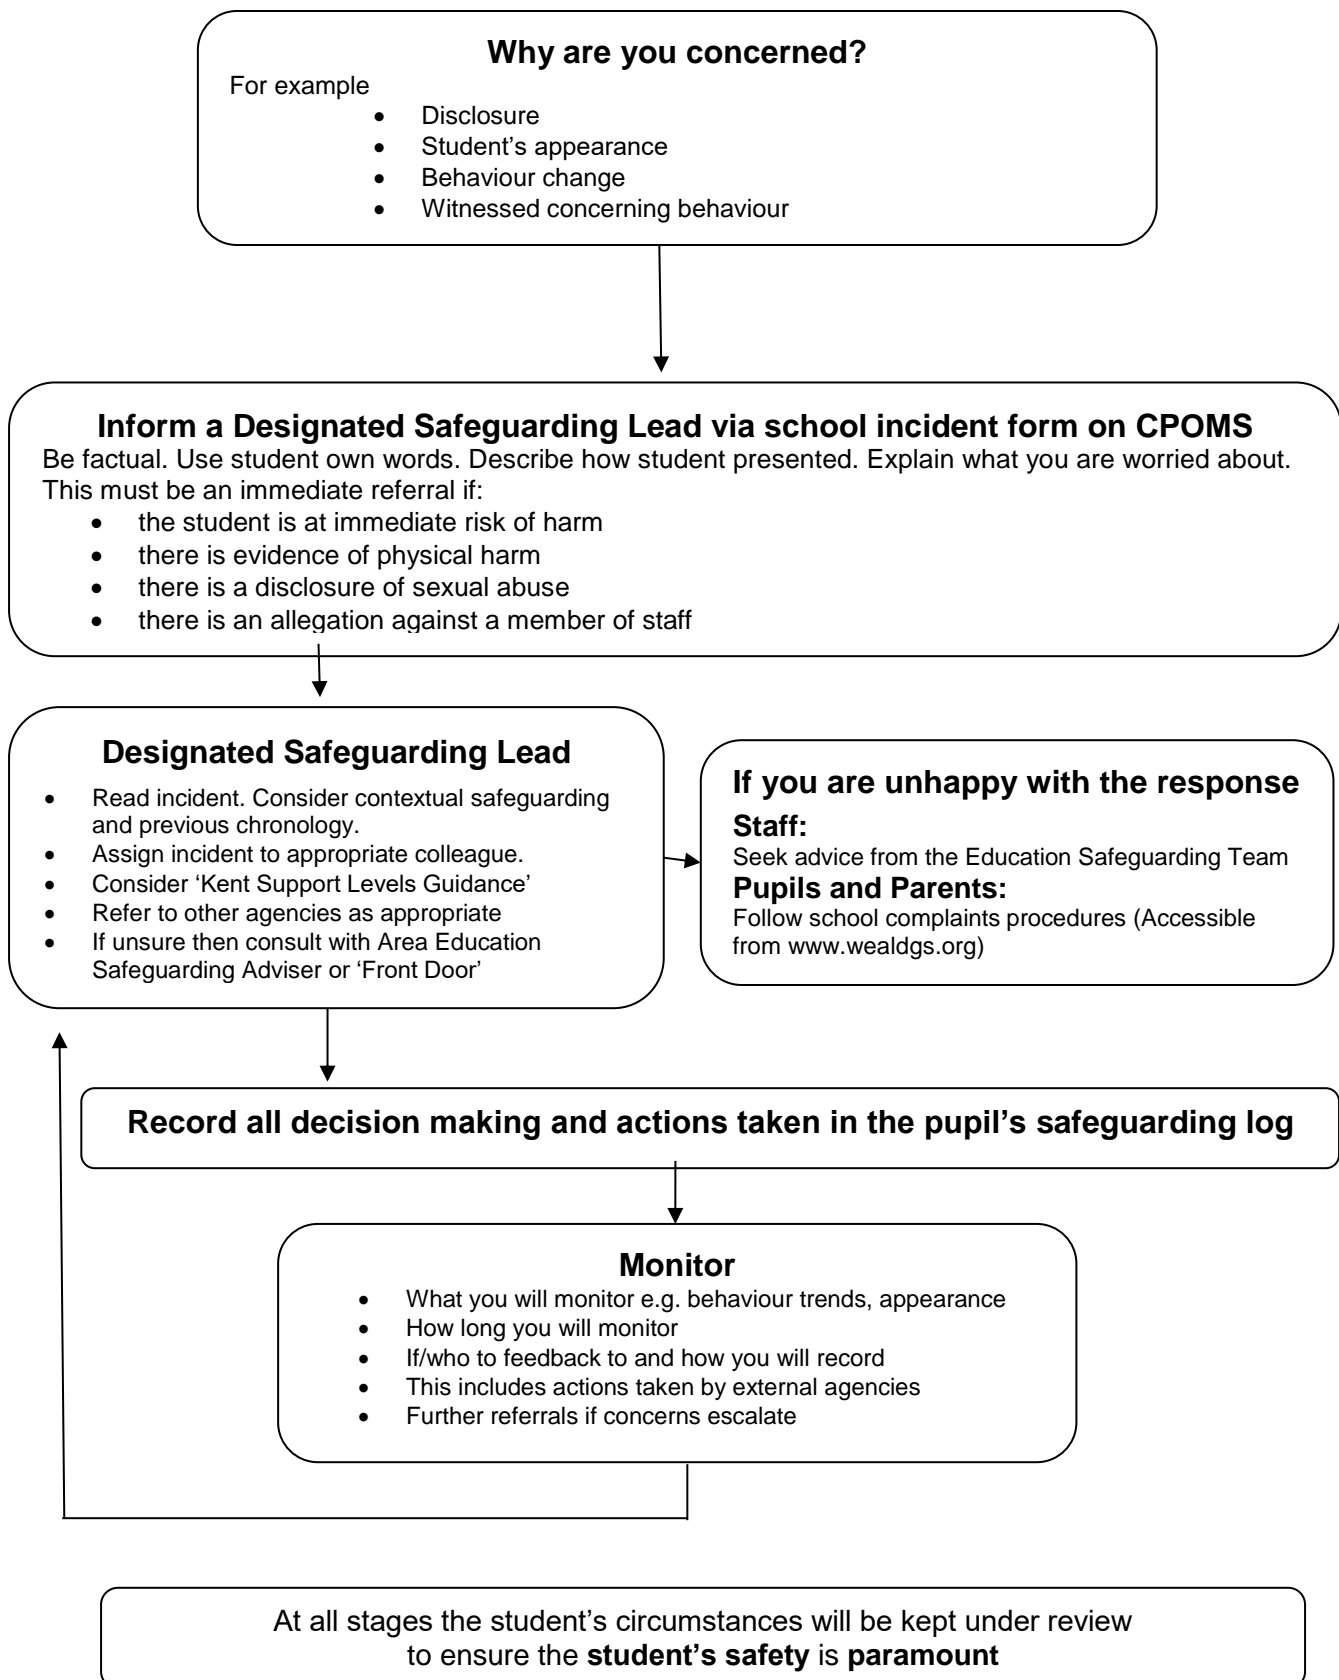 Why are you concerned?
For example
• Disclosure
• Student’s appearance
• Behaviour change
• Witnessed concerning behaviour
Inform a Designated Safeguarding Lead via school incident form on CPOMS
Be factual. Use student own words. Describe how student presented. Explain what you are worried about.
This must be an immediate referral if:
• the student is at immediate risk of harm
• there is evidence of physical harm
• there is a disclosure of sexual abuse
• there is an allegation against a member of staff
Designated Safeguarding Lead
• Read incident. Consider contextual safeguarding
and previous chronology.
• Assign incident to appropriate colleague.
• Consider ‘Kent Support Levels Guidance’
• Refer to other agencies as appropriate
• If unsure then consult with Area Education
Safeguarding Adviser or ‘Front Door’
If you are unhappy with the response
Staff:
Seek advice from the Education Safeguarding Team
Pupils and Parents:
Follow school complaints procedures (Accessible
from www.wealdgs.org)
Record all decision making and actions taken in the pupil’s safeguarding log
Monitor
• What you will monitor e.g. behaviour trends, appearance
• How long you will monitor
• If/who to feedback to and how you will record
• This includes actions taken by external agencies
• Further referrals if concerns escalate
At all stages the student’s circumstances will be kept under review
to ensure the student’s safety is paramount